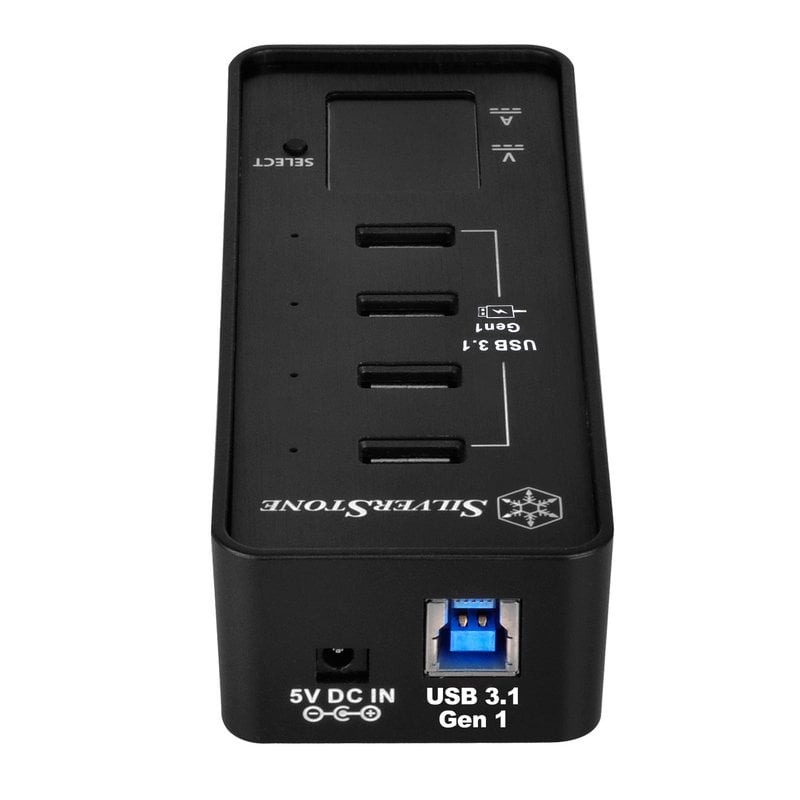 A
V
SELECT
USB 3.1
Gen1
SILVERSTONE
5V DC IN
USB 3.1
Gen 1